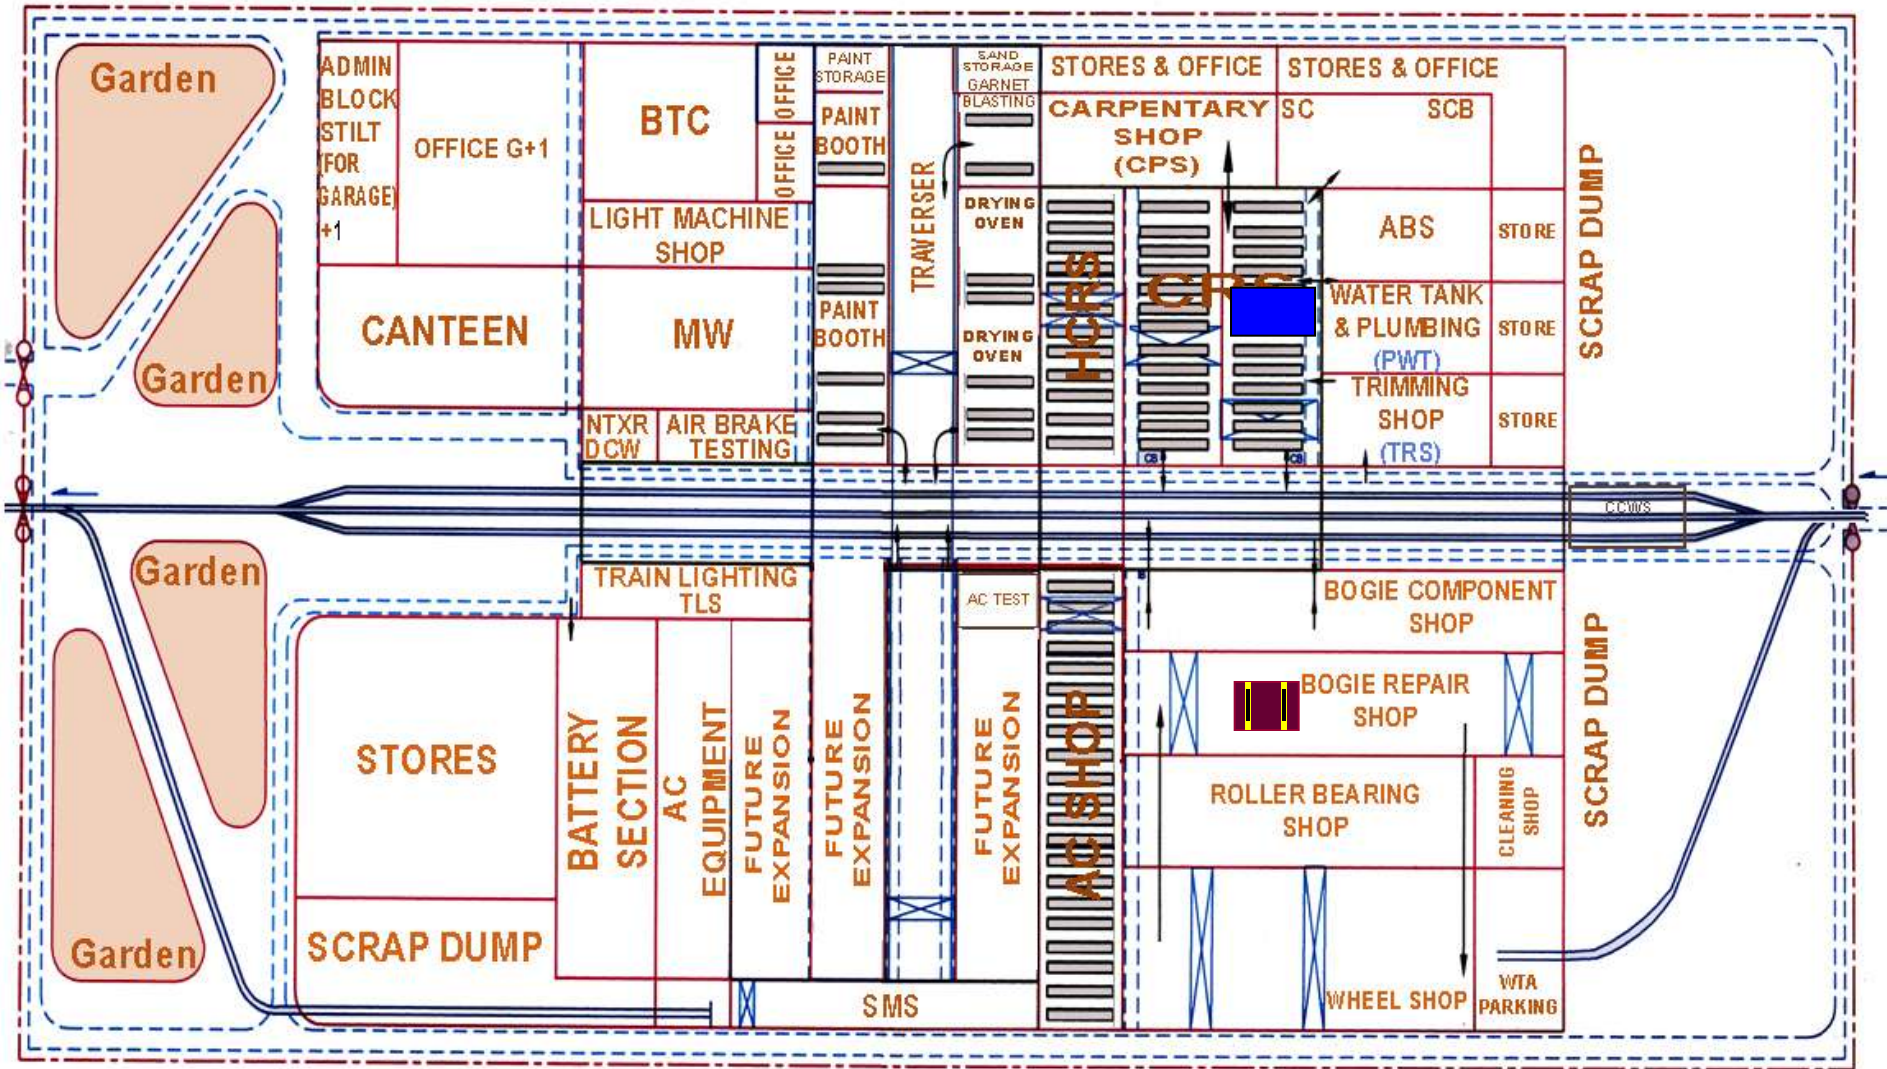 Garden
Garden
Garden
Garden
ADMIN
BLOCK
STILT
(FOR
GARAGE)
+1
OFFICE G+1
CANTEEN
BTC
OFFICE
OFFICE
LIGHT MACHINE
SHOP
MW
NTXR
DCW
AIR BRAKE
TESTING
PAINT
STORAGE
PAINT
BOOTH
PAINT
BOOTH
TRAVERSER
SAND
STORAGE
GARNET
BLASTING
DRYING
OVEN
DRYING
OVEN
STORES & OFFICE
STORES & OFFICE
CARPENTARY
SHOP
(CPS)
SC
SCB
HCRS
CRS
ABS
STORE
WATER TANK
& PLUMBING
(PWT)
STORE
TRIMMING
SHOP
(TRS)
STORE
SCRAP DUMP
CB
CB
CCWS
TRAIN LIGHTING
TLS
STORES
SCRAP DUMP
BATTERY
SECTION
AC
EQUIPMENT
FUTURE
EXPANSION
FUTURE
EXPANSION
AC TEST
FUTURE
EXPANSION
AC SHOP
SMS
BOGIE COMPONENT
SHOP
BOGIE REPAIR
SHOP
ROLLER BEARING
SHOP
CLEANING
SHOP
WHEEL SHOP
WTA
PARKING
SCRAP DUMP